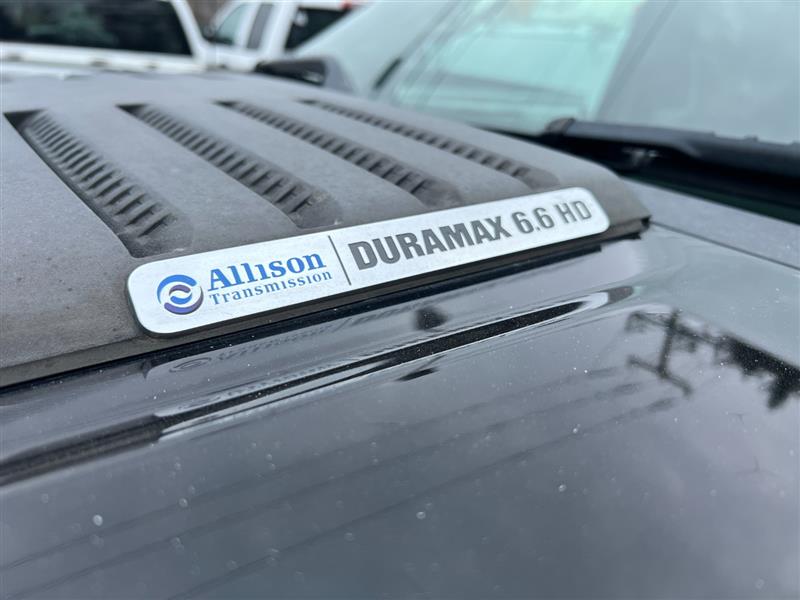 Allison
Transmission
DURAMAX 6.6 HD